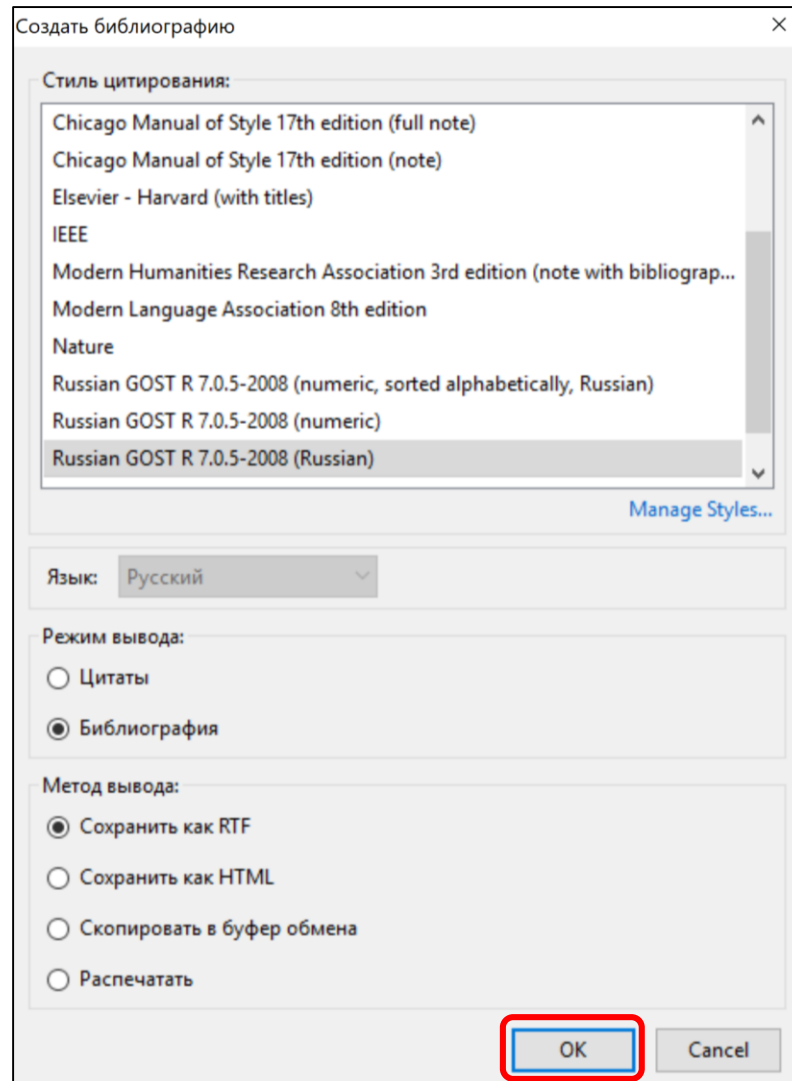 Создать библиографию
Стиль цитирования:
Chicago Manual of Style 17th edition (full note)
Chicago Manual of Style 17th edition (note)
Elsevier - Harvard (with titles)
IEEE
Modern Humanities Research Association 3rd edition (note with bibliograp...
Modern Language Association 8th edition
Nature
Russian GOST R 7.0.5-2008 (numeric, sorted alphabetically, Russian)
Russian GOST R 7.0.5-2008 (numeric)
Russian GOST R 7.0.5-2008 (Russian)
Manage Styles...
Язык: Русский
Режим вывода:
Цитаты
Библиография
Метод вывода:
Сохранить как RTF
Сохранить как HTML
Скопировать в буфер обмена
Распечатать
OK Cancel